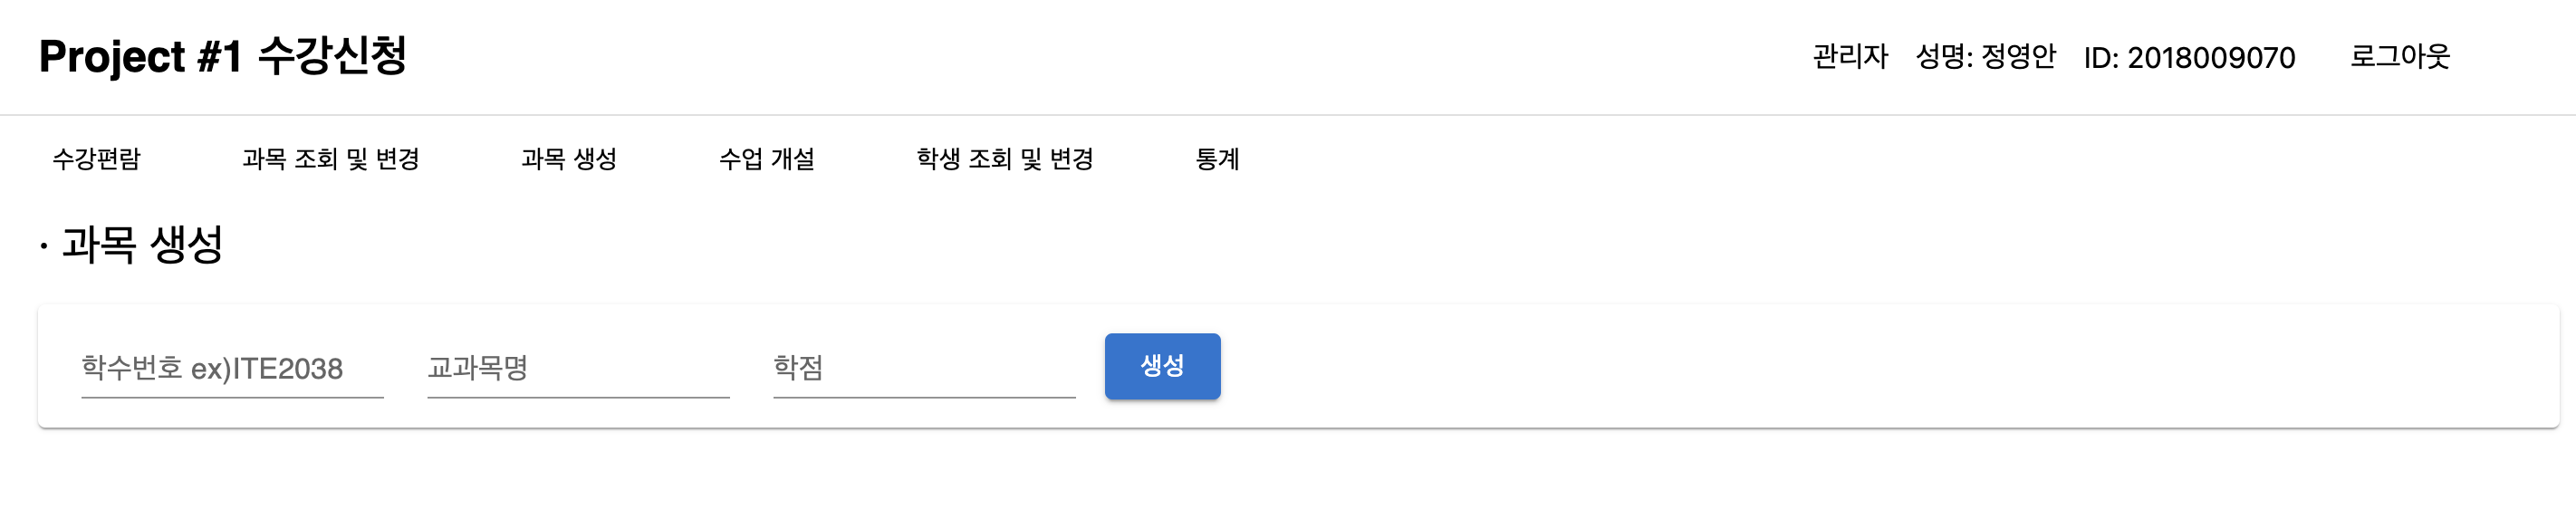 Project #1 수강신청 관리자 성명: 정영안 ID: 2018009070 로그아웃
수강편람 과목 조회 및 변경 과목 생성 수업 개설 학생 조회 및 변경 통계
· 과목 생성
학수번호 ex)ITE2038 교과목명 학점 생성